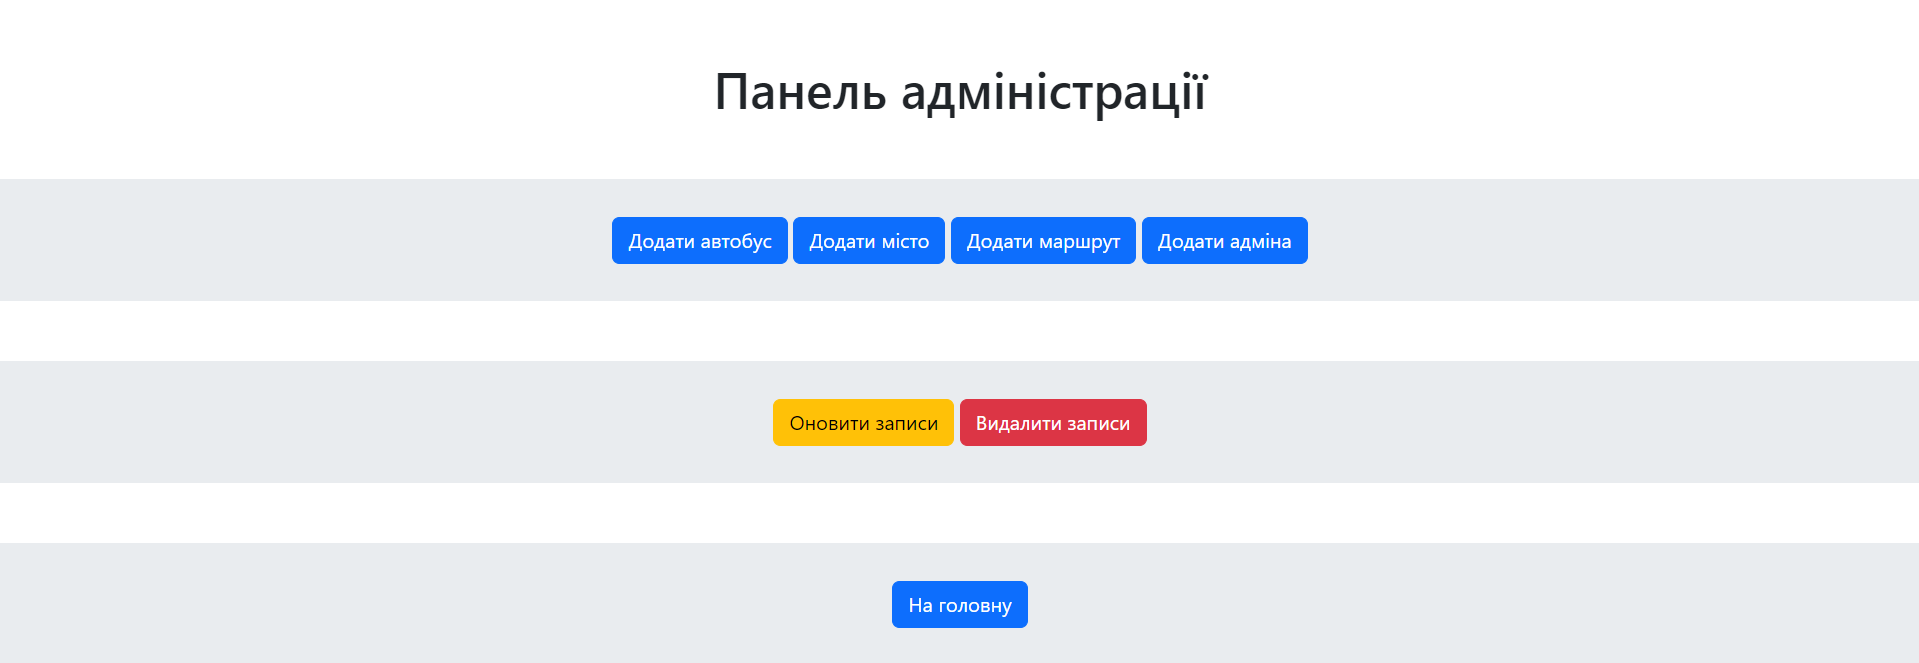 Панель адміністрації
Додати автобус Додати місто Додати маршрут Додати адміна
Оновити записи Видалити записи
На головну